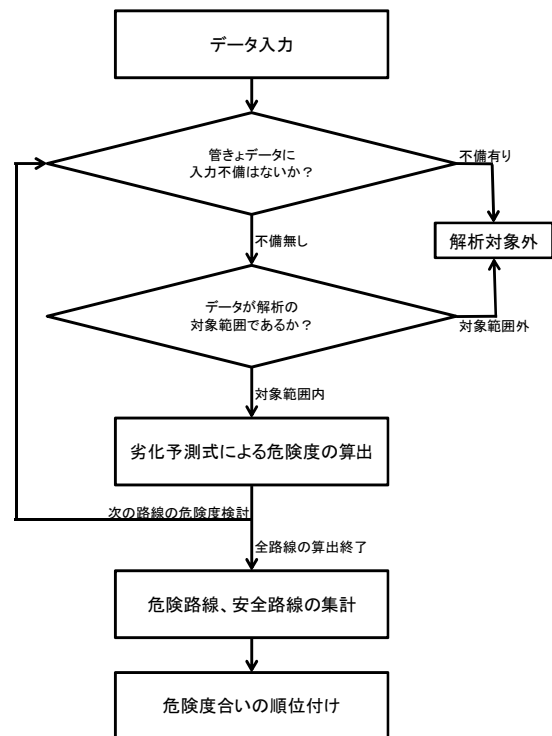 データ入力
管きょデータに
入力不備はないか？
不備有り
解析対象外
不備無し
データが解析の
対象範囲であるか？
対象範囲外
対象範囲内
劣化予測式による危険度の算出
次の路線の危険度検討
全路線の算出終了
危険路線、安全路線の集計
危険度合いの順位付け